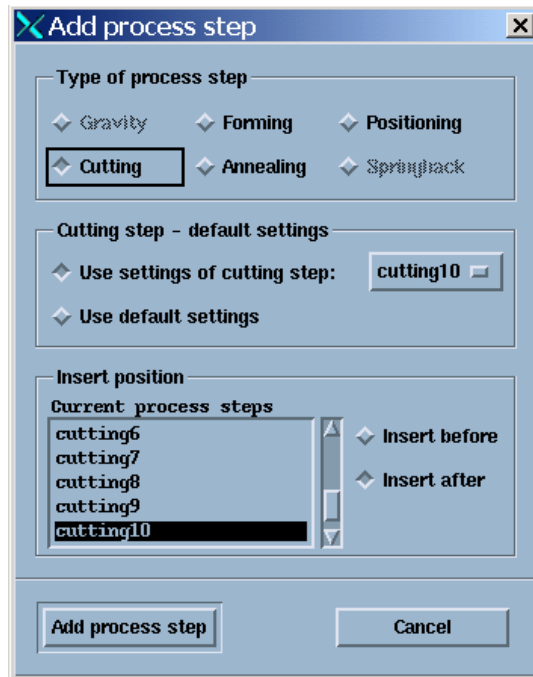 Add process step
Type of process step
Gravity Forming Positioning
Cutting Annealing Springback
Cutting step - default settings
Use settings of cutting step: cutting10
Use default settings
Insert position
Current process steps
cutting6
cutting7
cutting8
cutting9
cutting10
Insert before
Insert after
Add process step Cancel